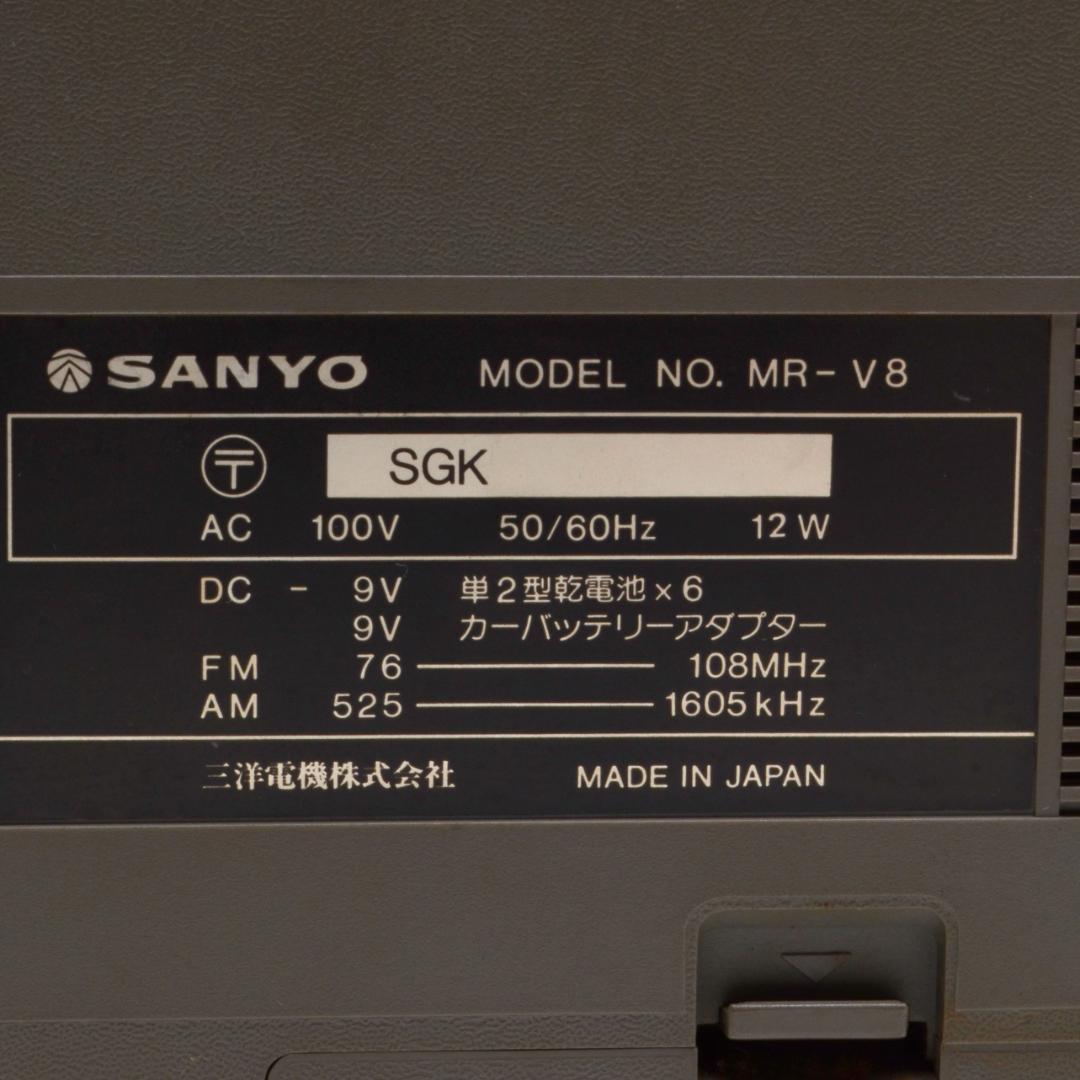 SANYO MODEL NO. MR-V8
〒 SGK
AC 100V 50/60Hz 12W
DC - 9V 単2型乾電池×6
9V カーバッテリーアダプター
FM 76 — 108MHz
AM 525 — 1605kHz
三洋電機株式会社 MADE IN JAPAN